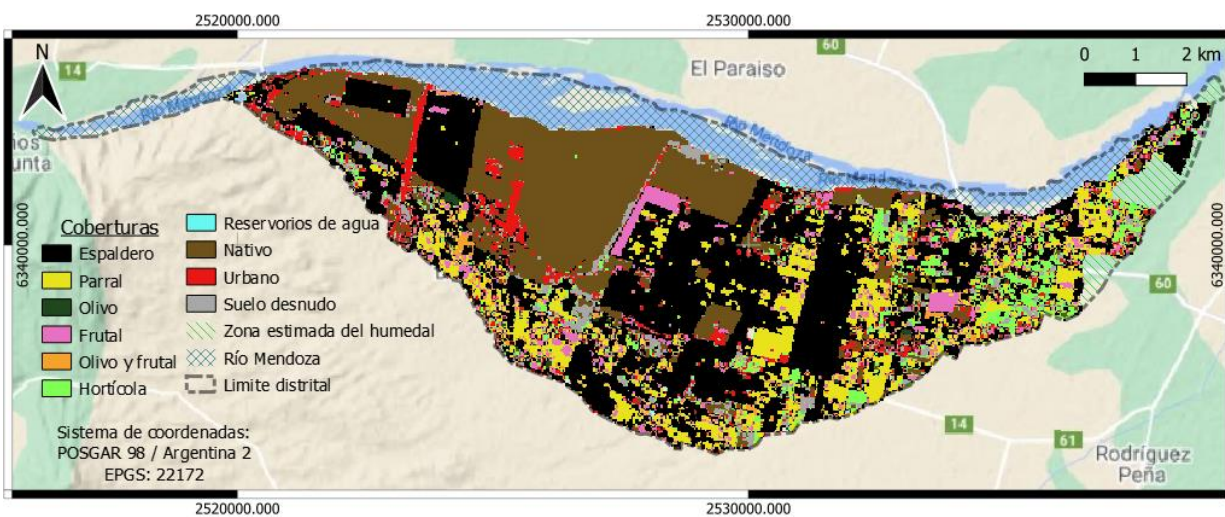 2520000.000
2530000.000
N
14
60
El Paraiso
0 1 2 km
Río Mendoza
Río Mendoza
Río Mendoza
unta
6340000.000
6340000.000
Coberturas
Espaldero
Parral
Olivo
Frutal
Olivo y frutal
Hortícola
Reservorios de agua
Nativo
Urbano
Suelo desnudo
Zona estimada del humedal
Río Mendoza
Limite distrital
60
14
61
Rodríguez
Peña
Sistema de coordenadas:
POSGAR 98 / Argentina 2
EPGS: 22172
2520000.000
2530000.000